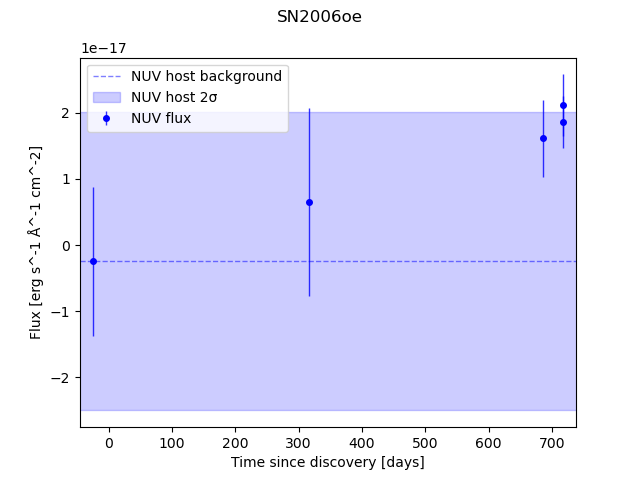 SN2006oe
1e−17
NUV host background
NUV host 2σ
NUV flux
2
1
0
−1
−2
Flux [erg s^-1 Å^-1 cm^-2]
0 100 200 300 400 500 600 700
Time since discovery [days]